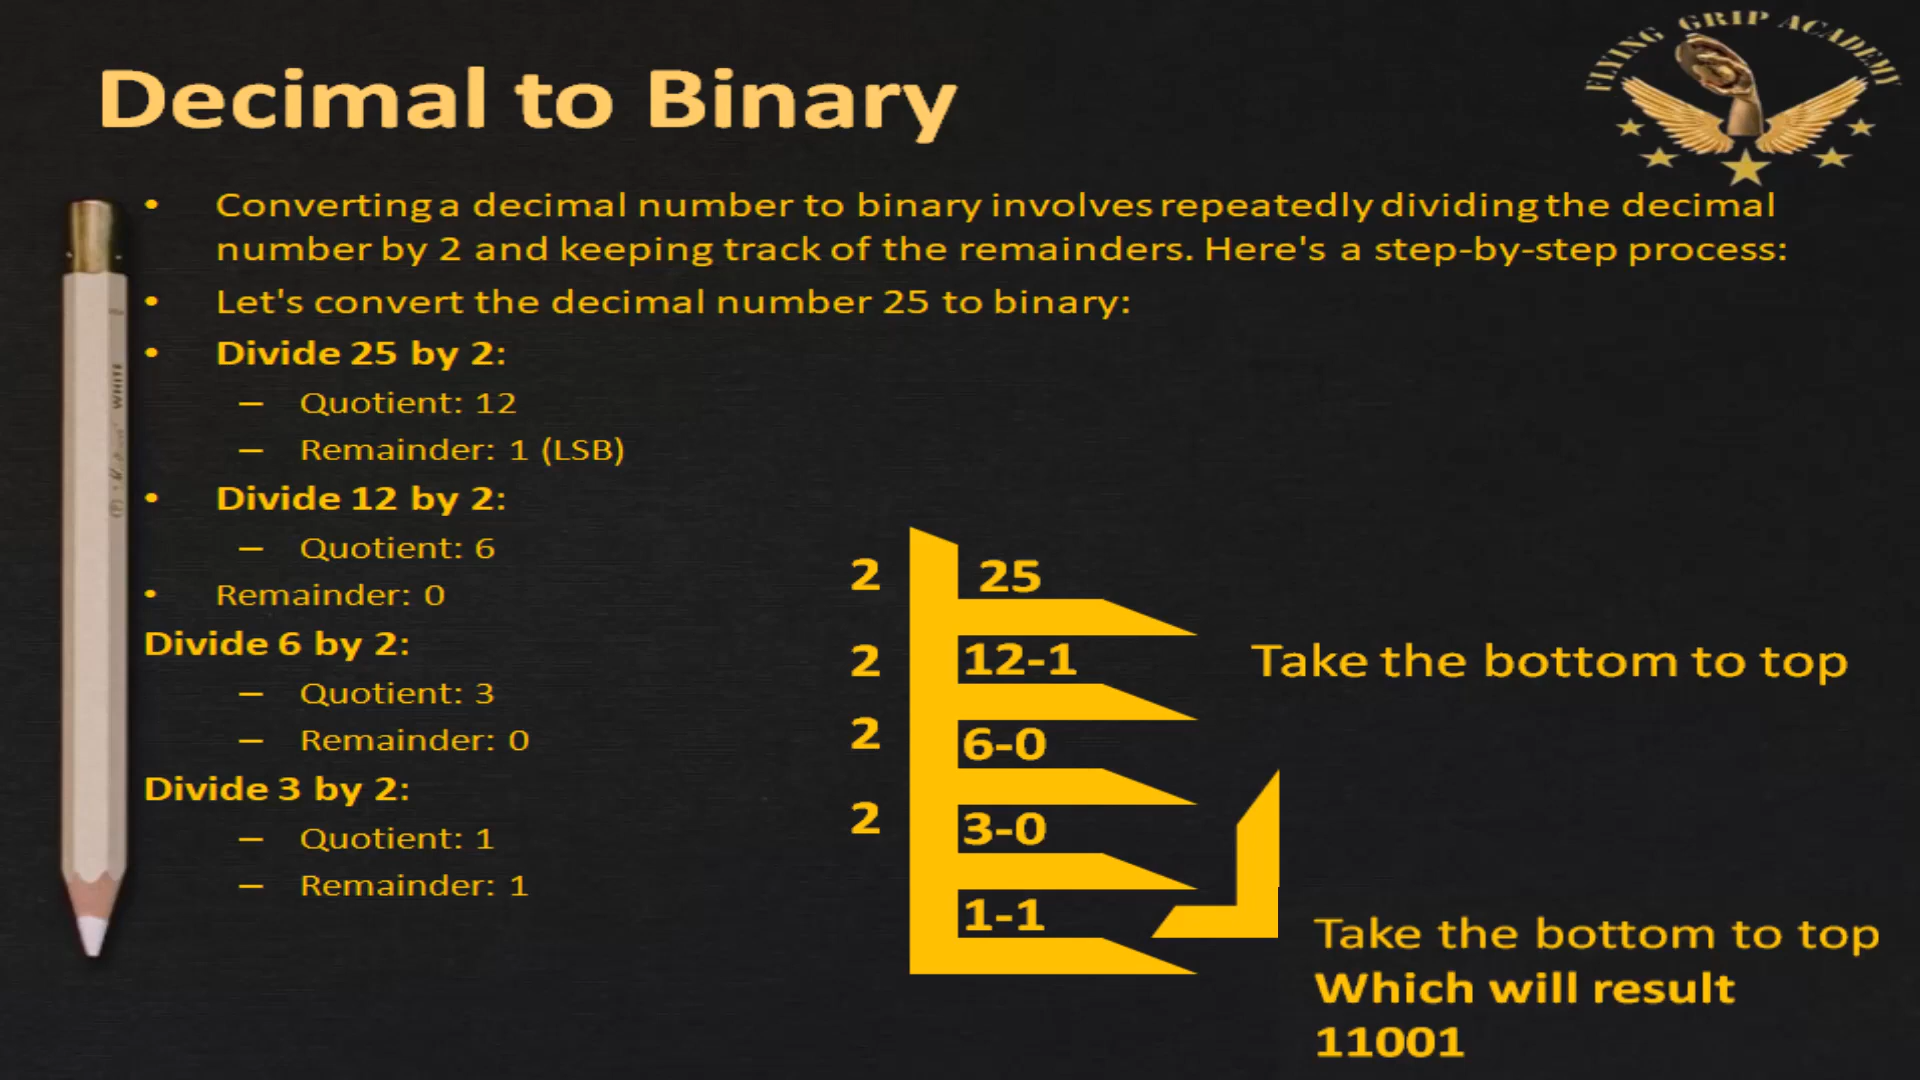 FLYING GRIP ACADEMY
Decimal to Binary
• Converting a decimal number to binary involves repeatedly dividing the decimal
number by 2 and keeping track of the remainders. Here's a step-by-step process:
• Let's convert the decimal number 25 to binary:
• Divide 25 by 2:
– Quotient: 12
– Remainder: 1 (LSB)
• Divide 12 by 2:
– Quotient: 6
• Remainder: 0
Divide 6 by 2:
– Quotient: 3
– Remainder: 0
Divide 3 by 2:
– Quotient: 1
– Remainder: 1
2 25
2 12-1
2 6-0
2 3-0
1-1
Take the bottom to top
Take the bottom to top
Which will result
11001
WHITE